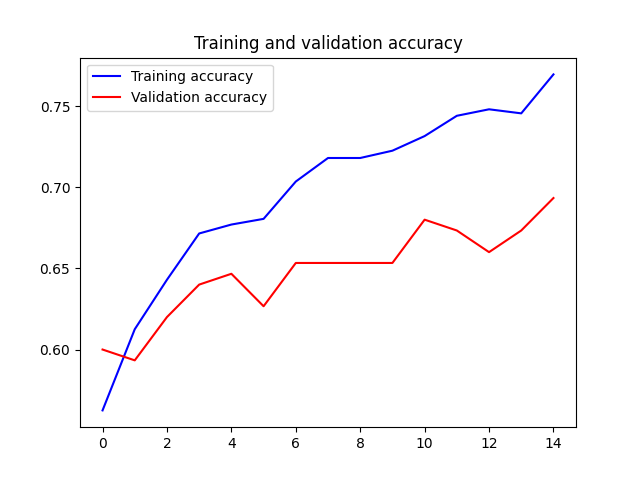 Training and validation accuracy
Training accuracy
Validation accuracy
0.75
0.70
0.65
0.60
0 2 4 6 8 10 12 14